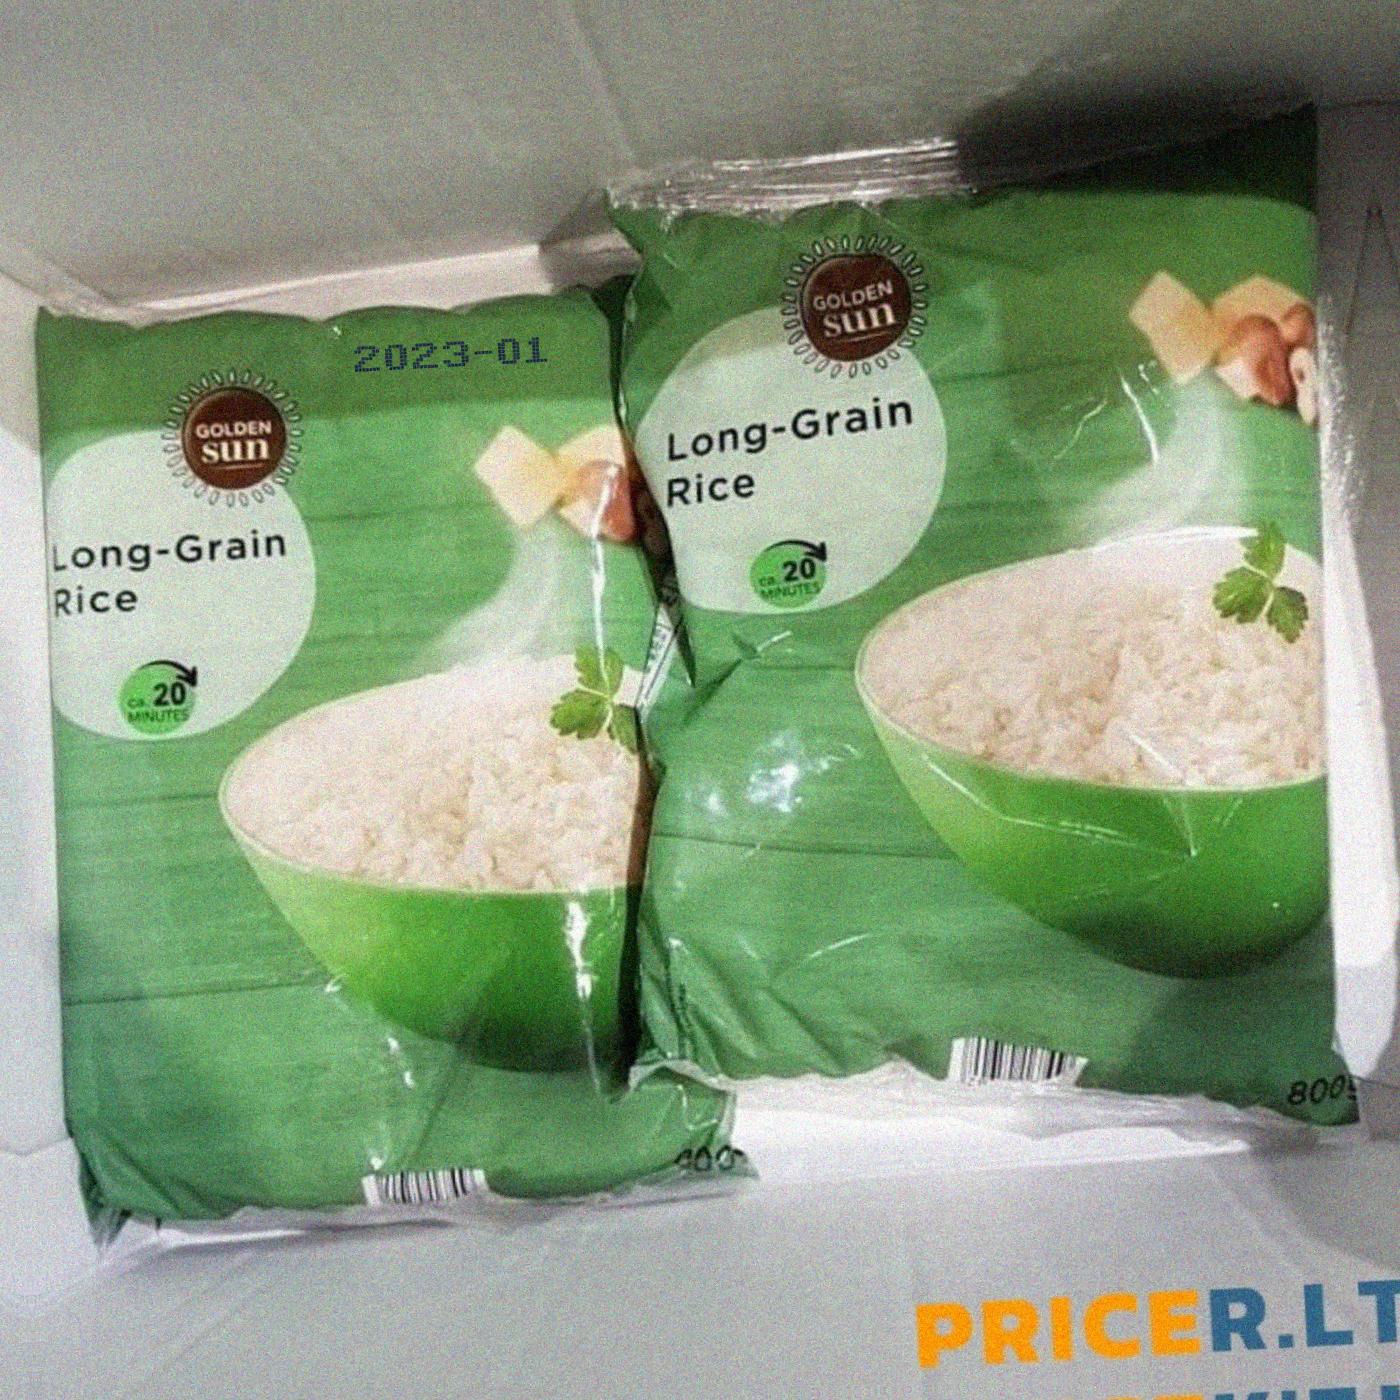 2023-01
GOLDEN
sun
Long-Grain
Rice
ca. 20
MINUTES
GOLDEN
sun
Long-Grain
Rice
ca. 20
MINUTES
800g
PRICER.LT